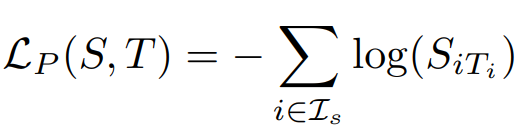 $\mathcal{L}_P(S, T) = - \sum_{i \in \mathcal{I}_s} \log(S_{iT_i})$